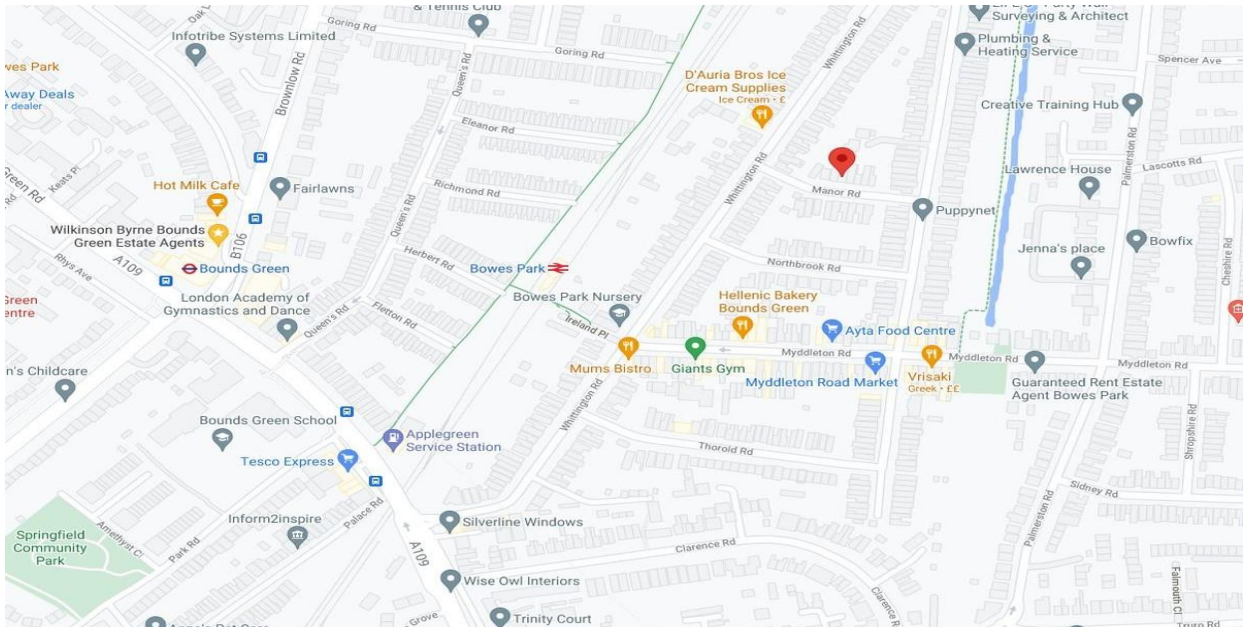 & Tennis Club
Infotribe Systems Limited
Goring Rd
Goring Rd
Whittington Rd
Surveying & Architect
Plumbing &
Heating Service
Spencer Ave
ves Park
Away Deals
r dealer
Brownlow Rd
Queen's Rd
D'Auria Bros Ice
Cream Supplies
Ice Cream · £
Creative Training Hub
Palmerston Rd
Eleanor Rd
Whittington Rd
Lascotts Rd
Keats Pl
Hot Milk Cafe
Fairlawns
Richmond Rd
Manor Rd
Lawrence House
Green Rd
Rd
Wilkinson Byrne Bounds
Green Estate Agents
B106
Queen's Rd
Puppynet
Jenna's place
Bowfix
Rhys Ave
A109
Bounds Green
Herbert Rd
Bowes Park
Northbrook Rd
Cheshire Rd
Green
entre
London Academy of
Gymnastics and Dance
Queen's Rd
Fletton Rd
Bowes Park Nursery
Ireland Pl
Hellenic Bakery
Bounds Green
Ayta Food Centre
Myddleton Rd
Myddleton Rd
Myddleton Rd
n's Childcare
Mums Bistro
Giants Gym
Myddleton Road Market
Vrisaki
Greek · ££
Guaranteed Rent Estate
Agent Bowes Park
Bounds Green School
Whittington Rd
Shropshire Rd
Applegreen
Service Station
Thorold Rd
Tesco Express
Sidney Rd
Palace Rd
Palmerston Rd
Inform2inspire
Silverline Windows
Springfield
Community
Park
Amethyst Cl
Park Rd
A109
Clarence Rd
Falmouth Cl
Wise Owl Interiors
Clarence Rd
Grove
Trinity Court
Truro Rd